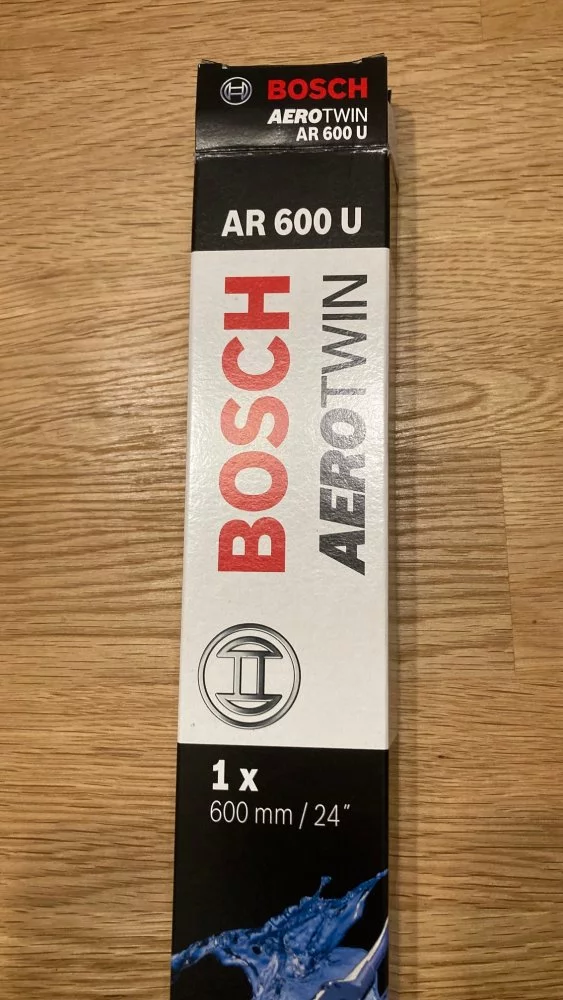 BOSCH
AEROTWIN
AR 600 U
AR 600 U
BOSCH
AEROTWIN
1 x
600 mm / 24"